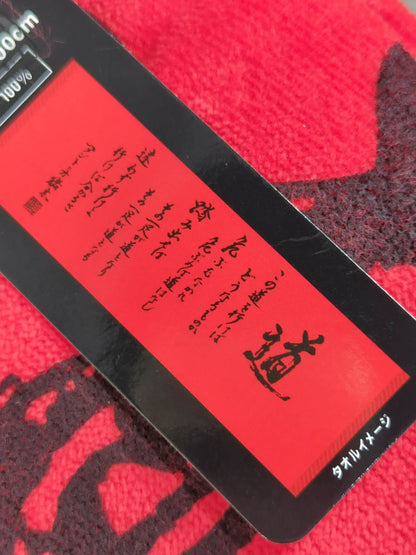 00cm
100%
道
この道を行けば
どうなるものか
危ぶむなかれ
危ぶめば道はなし
踏み出せば
その一足が道となり
その一足が道となる
迷わず行けよ
行けば分かるさ
アントニオ猪木
タオルイメージ